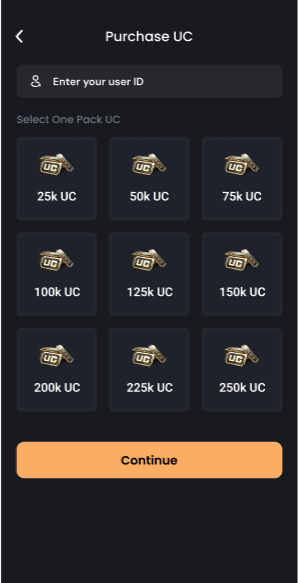 Purchase UC
Enter your user ID
Select One Pack UC
UC UC UC
25k UC 50k UC 75k UC
UC UC UC
100k UC 125k UC 150k UC
UC UC UC
200k UC 225k UC 250k UC
Continue